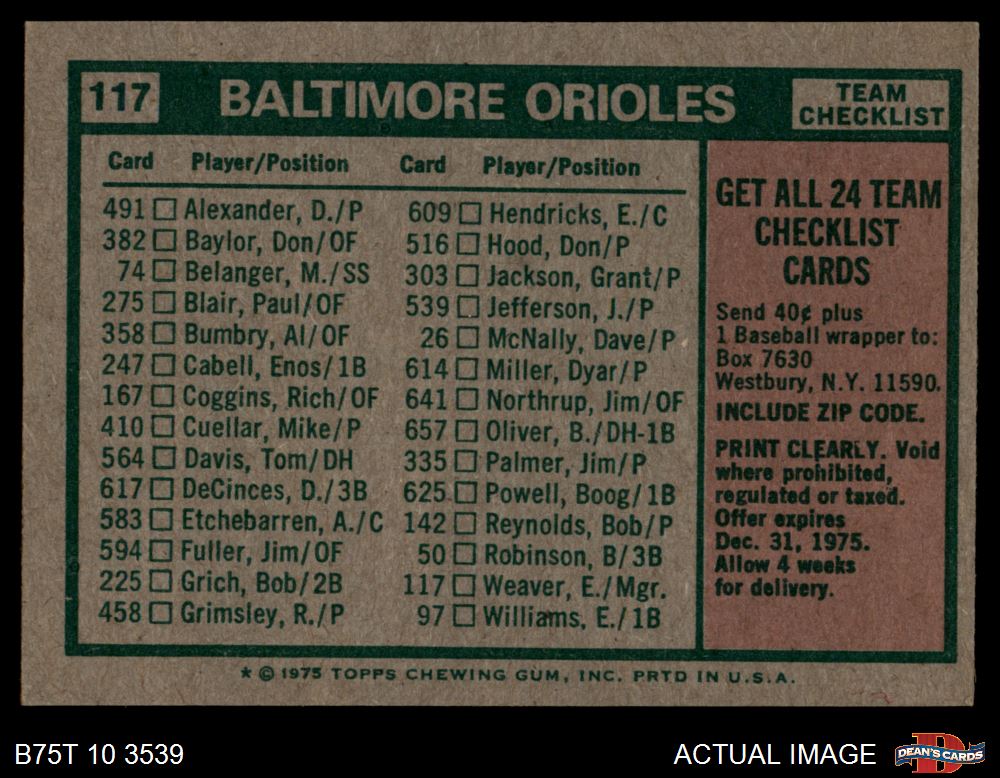 117 BALTIMORE ORIOLES TEAM CHECKLIST
Card Player/Position
491 Alexander, D./P
382 Baylor, Don/OF
74 Belanger, M./SS
275 Blair, Paul/OF
358 Bumbry, Al/OF
247 Cabell, Enos/1B
167 Coggins, Rich/OF
410 Cuellar, Mike/P
564 Davis, Tom/DH
617 DeCinces, D./3B
583 Etchebarren, A./C
594 Fuller, Jim/OF
225 Grich, Bob/2B
458 Grimsley, R./P
Card Player/Position
609 Hendricks, E./C
516 Hood, Don/P
303 Jackson, Grant/P
539 Jefferson, J./P
26 McNally, Dave/P
614 Miller, Dyar/P
641 Northrup, Jim/OF
657 Oliver, B./DH-1B
335 Palmer, Jim/P
625 Powell, Boog/1B
142 Reynolds, Bob/P
50 Robinson, B/3B
117 Weaver, E./Mgr.
97 Williams, E./1B
GET ALL 24 TEAM
CHECKLIST
CARDS
Send 40¢ plus
1 Baseball wrapper to:
Box 7630
Westbury, N.Y. 11590.
INCLUDE ZIP CODE.
PRINT CLEARLY. Void
where prohibited,
regulated or taxed.
Offer expires
Dec. 31, 1975.
Allow 4 weeks
for delivery.
* © 1975 TOPPS CHEWING GUM, INC. PRTD IN U.S.A.
B75T 10 3539
ACTUAL IMAGE
DEAN'S CARDS